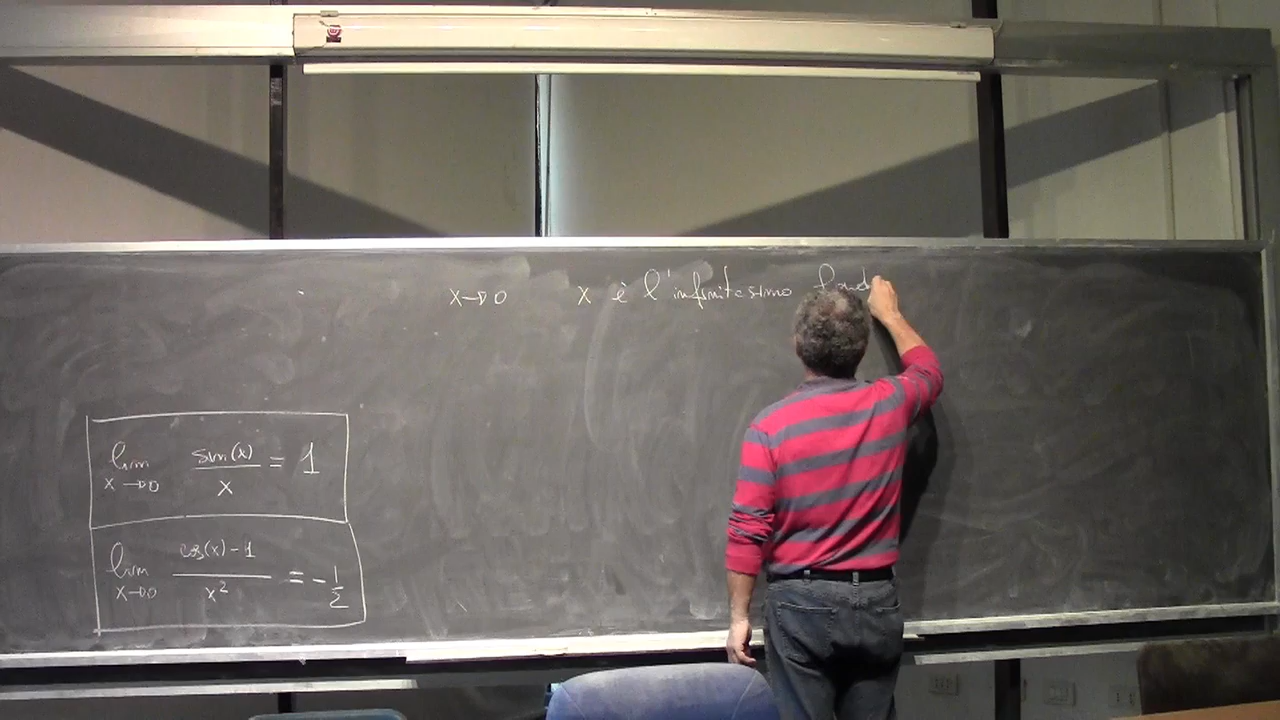 x→0 x è l'infinitesimo fond
lim x→0 sin(x)/x = 1
lim x→0 cos(x)-1/x² = -1/2